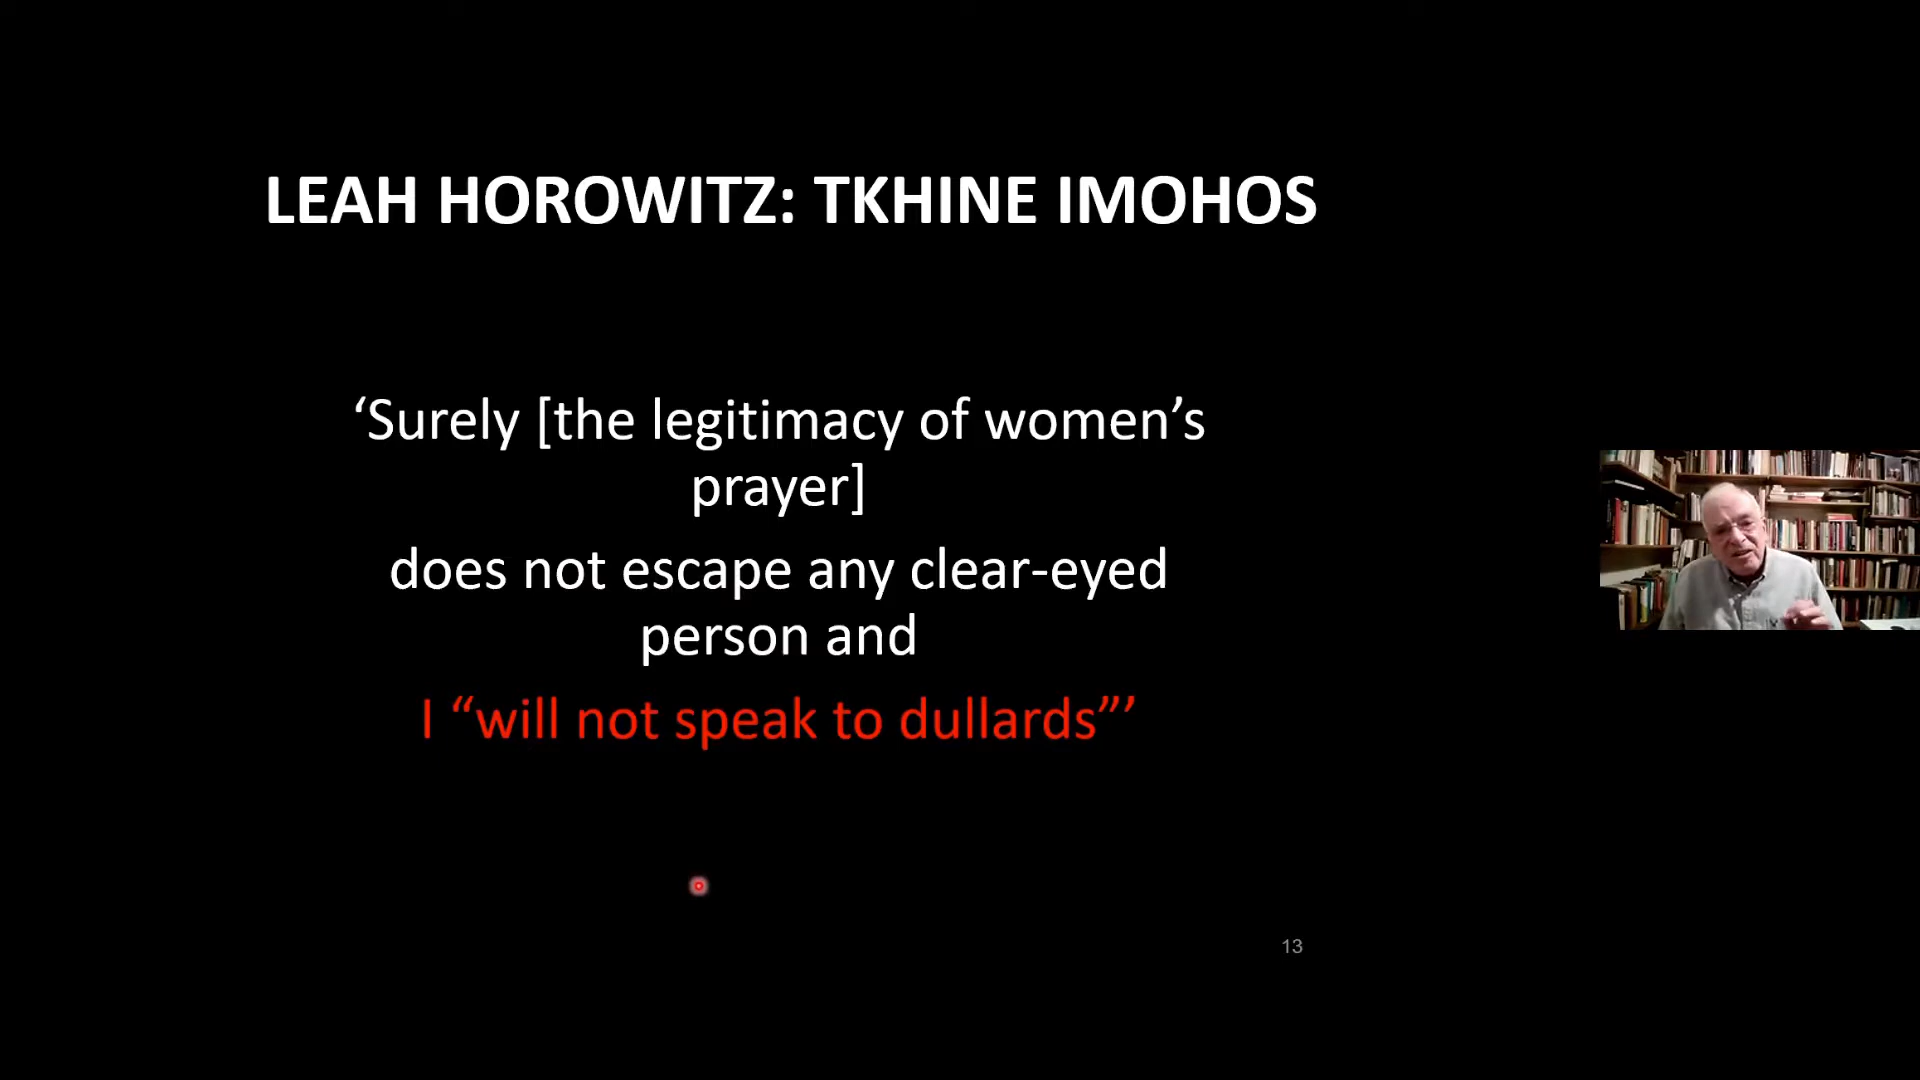 LEAH HOROWITZ: TKHINE IMOHOS
‘Surely [the legitimacy of women’s
prayer]
does not escape any clear-eyed
person and
I “will not speak to dullards”’
13